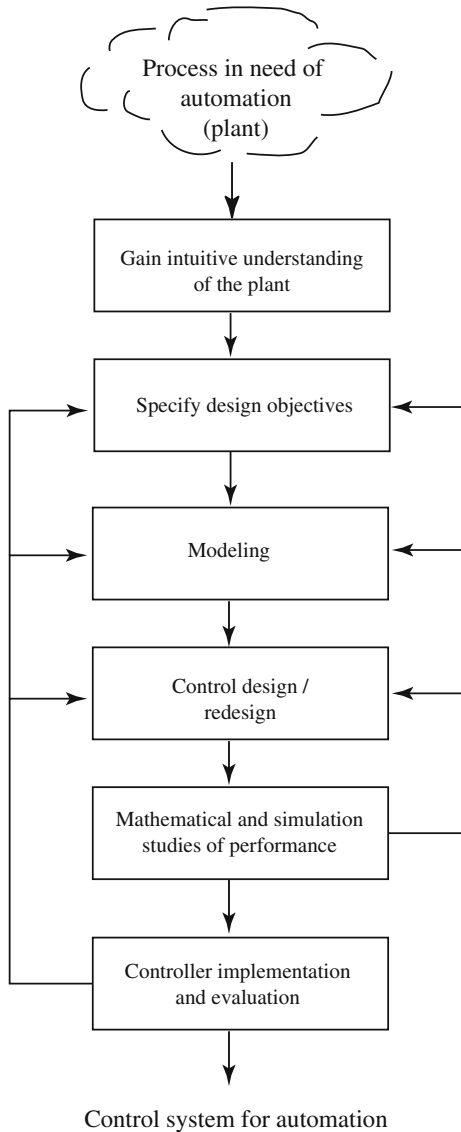 Process in need of
automation
(plant)
Gain intuitive understanding
of the plant
Specify design objectives
Modeling
Control design /
redesign
Mathematical and simulation
studies of performance
Controller implementation
and evaluation
Control system for automation